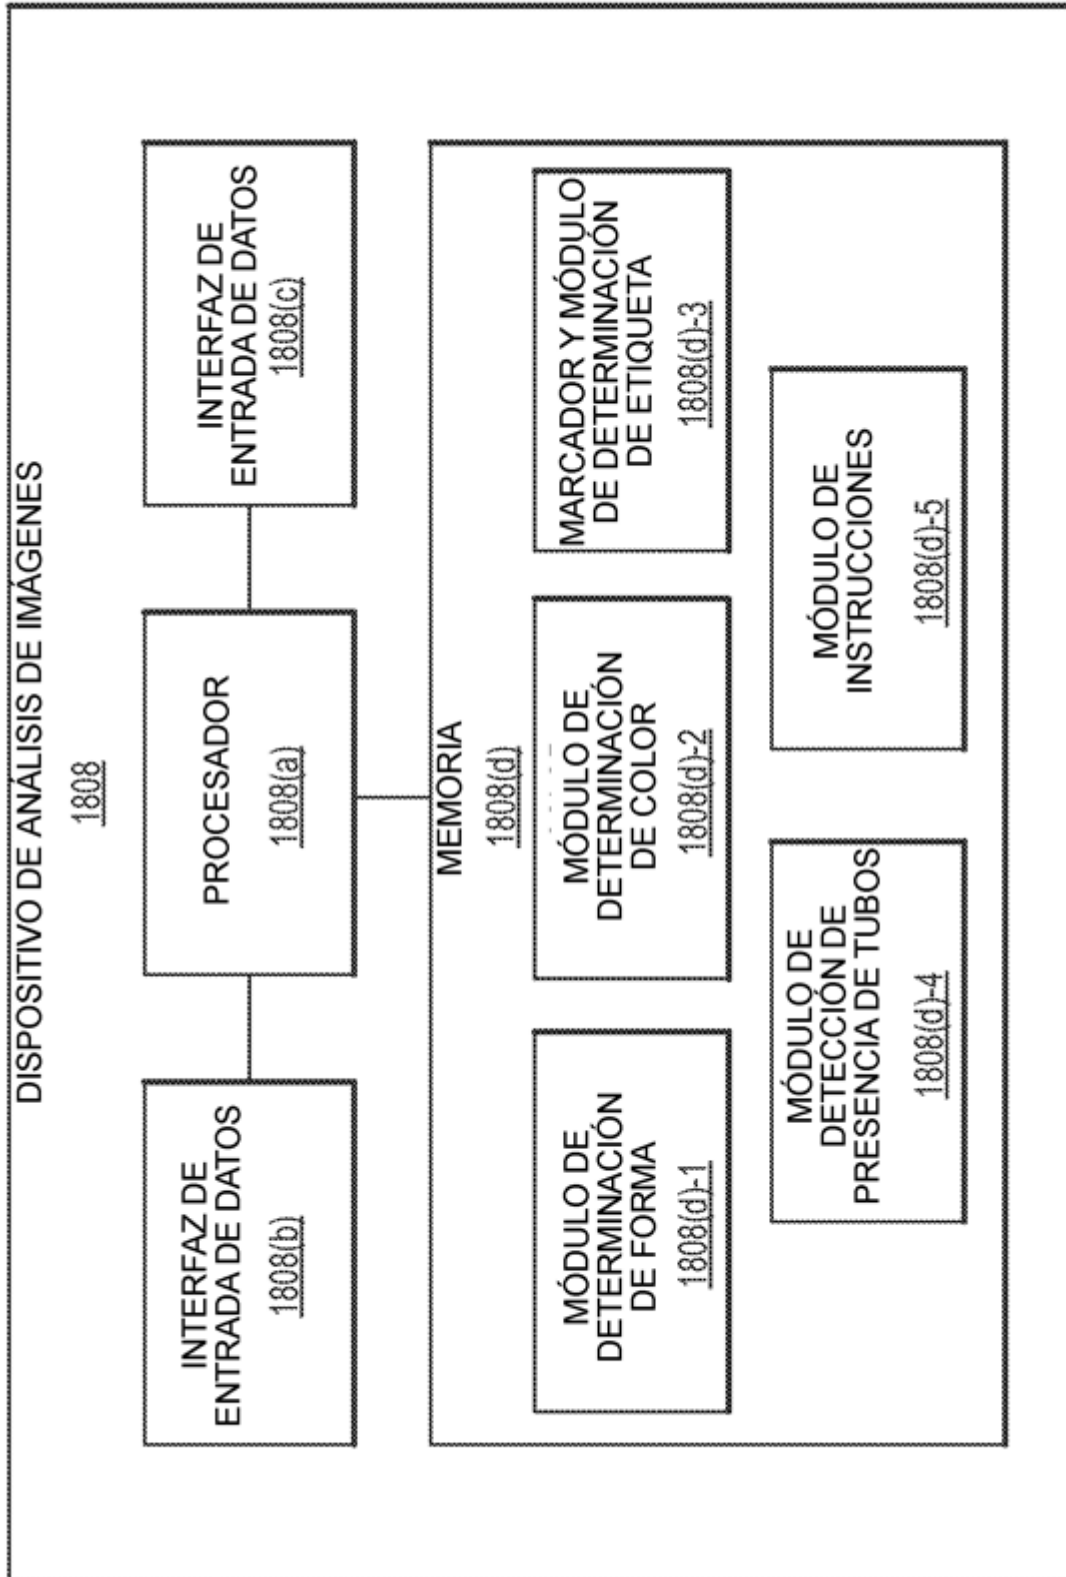 DISPOSITIVO DE ANÁLISIS DE IMÁGENES
1808
INTERFAZ DE
ENTRADA DE DATOS
1808(b)
PROCESADOR
1808(a)
INTERFAZ DE
ENTRADA DE DATOS
1808(c)
MEMORIA
1808(d)
MÓDULO DE
DETERMINACIÓN
DE FORMA
1808(d)-1
MÓDULO DE
DETERMINACIÓN
DE COLOR
1808(d)-2
MARCADOR Y MÓDULO
DE DETERMINACIÓN
DE ETIQUETA
1808(d)-3
MÓDULO DE
DETECCIÓN DE
PRESENCIA DE TUBOS
1808(d)-4
MÓDULO DE
INSTRUCCIONES
1808(d)-5